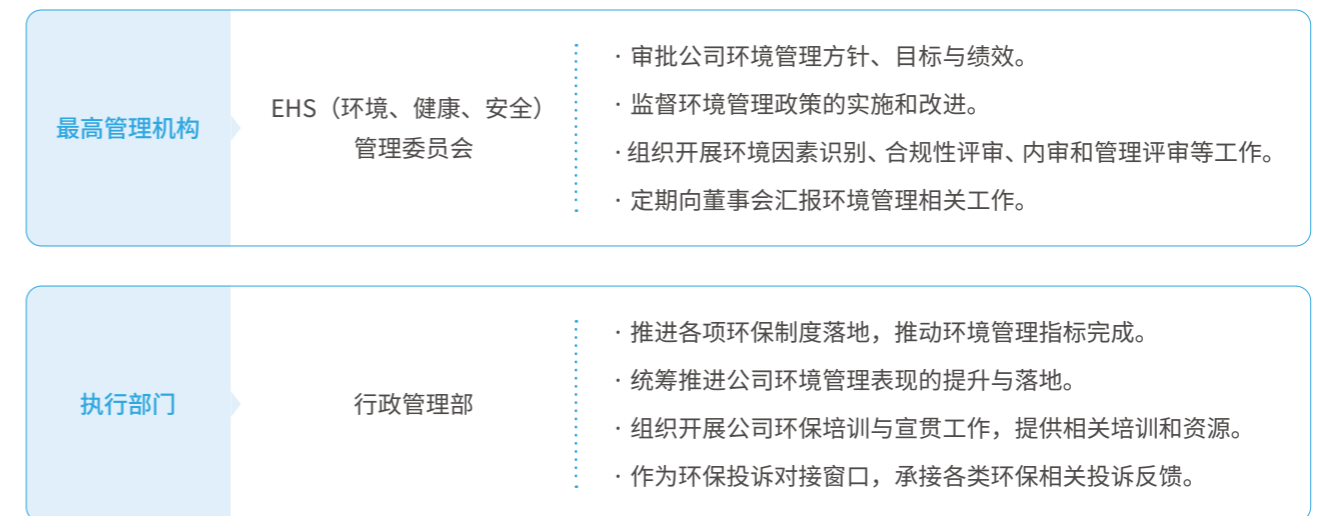 最高管理机构
EHS（环境、健康、安全）
管理委员会
· 审批公司环境管理方针、目标与绩效。
· 监督环境管理政策的实施和改进。
· 组织开展环境因素识别、合规性评审、内审和管理评审等工作。
· 定期向董事会汇报环境管理相关工作。
执行部门
行政管理部
· 推进各项环保制度落地，推动环境管理指标完成。
· 统筹推进公司环境管理表现的提升与落地。
· 组织开展公司环保培训与宣贯工作，提供相关培训和资源。
· 作为环保投诉对接窗口，承接各类环保相关投诉反馈。